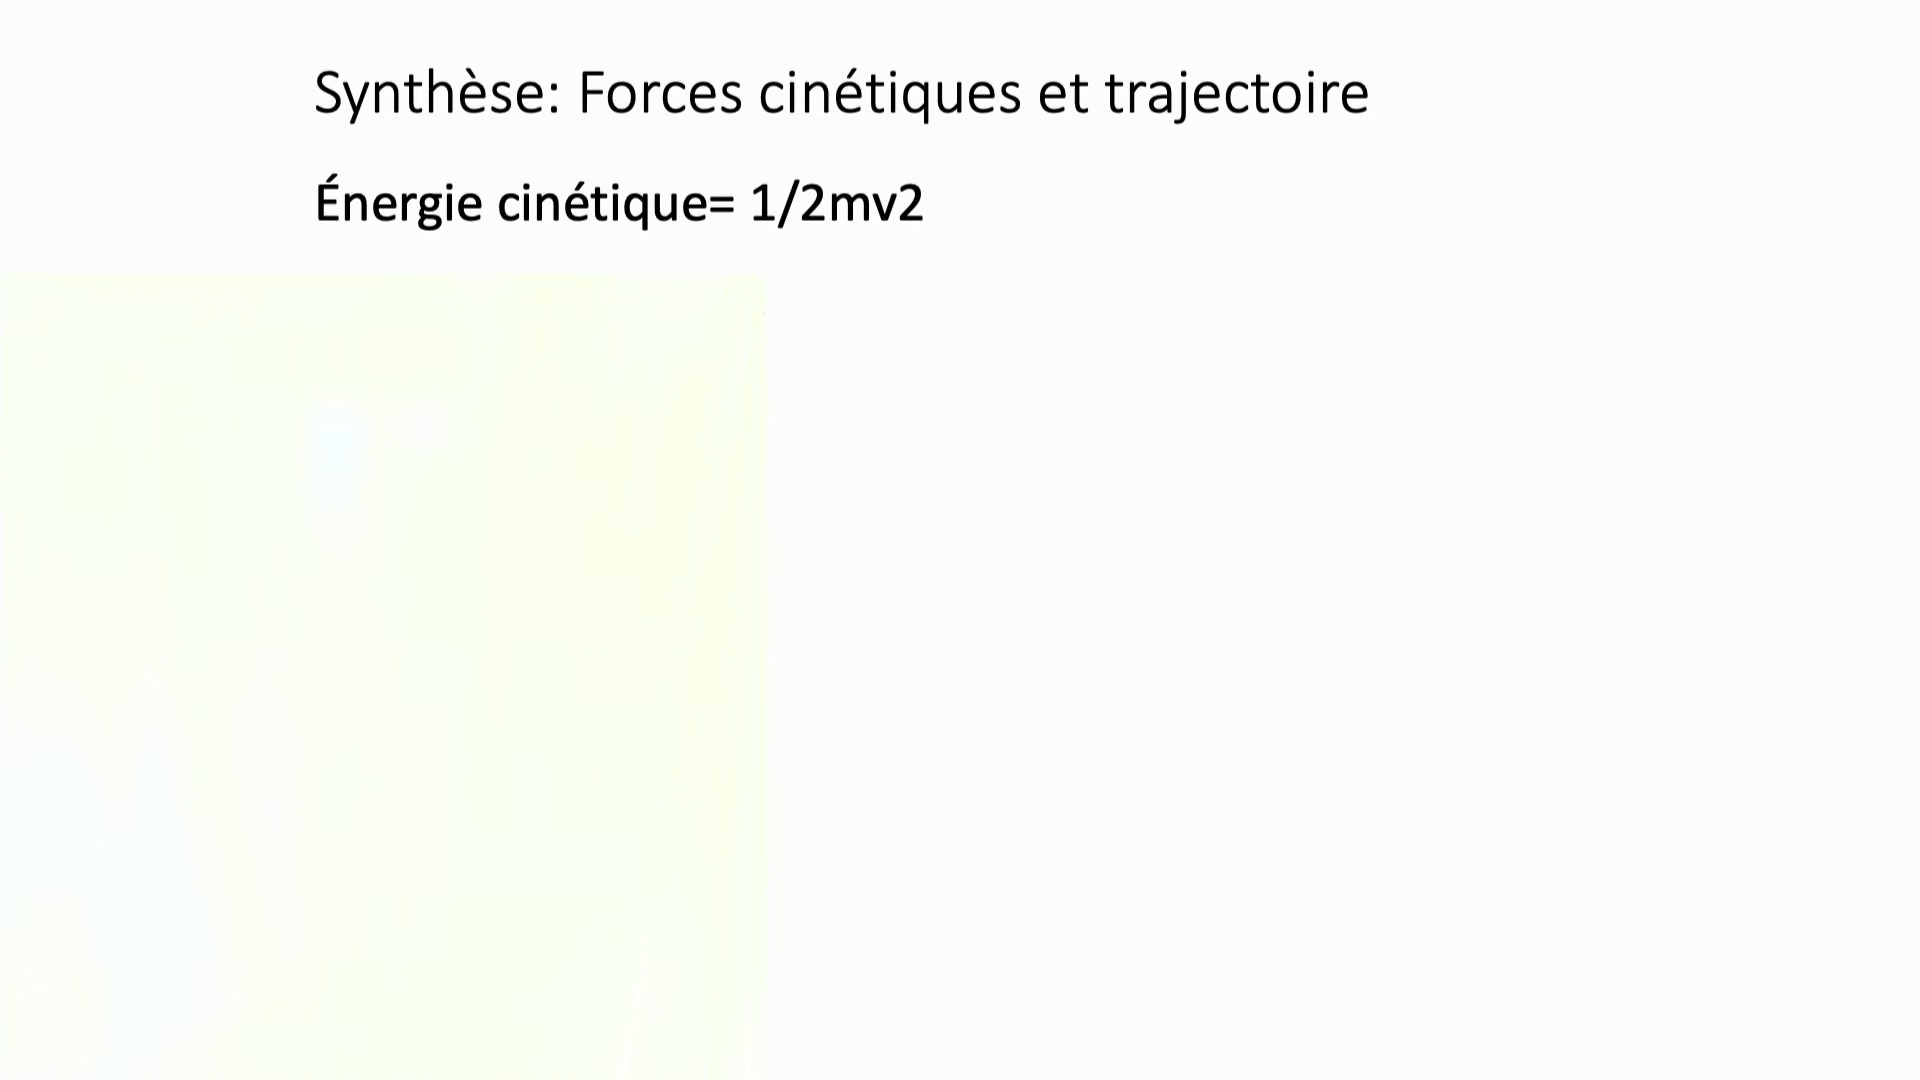 Synthèse: Forces cinétiques et trajectoire
Énergie cinétique= 1/2mv2